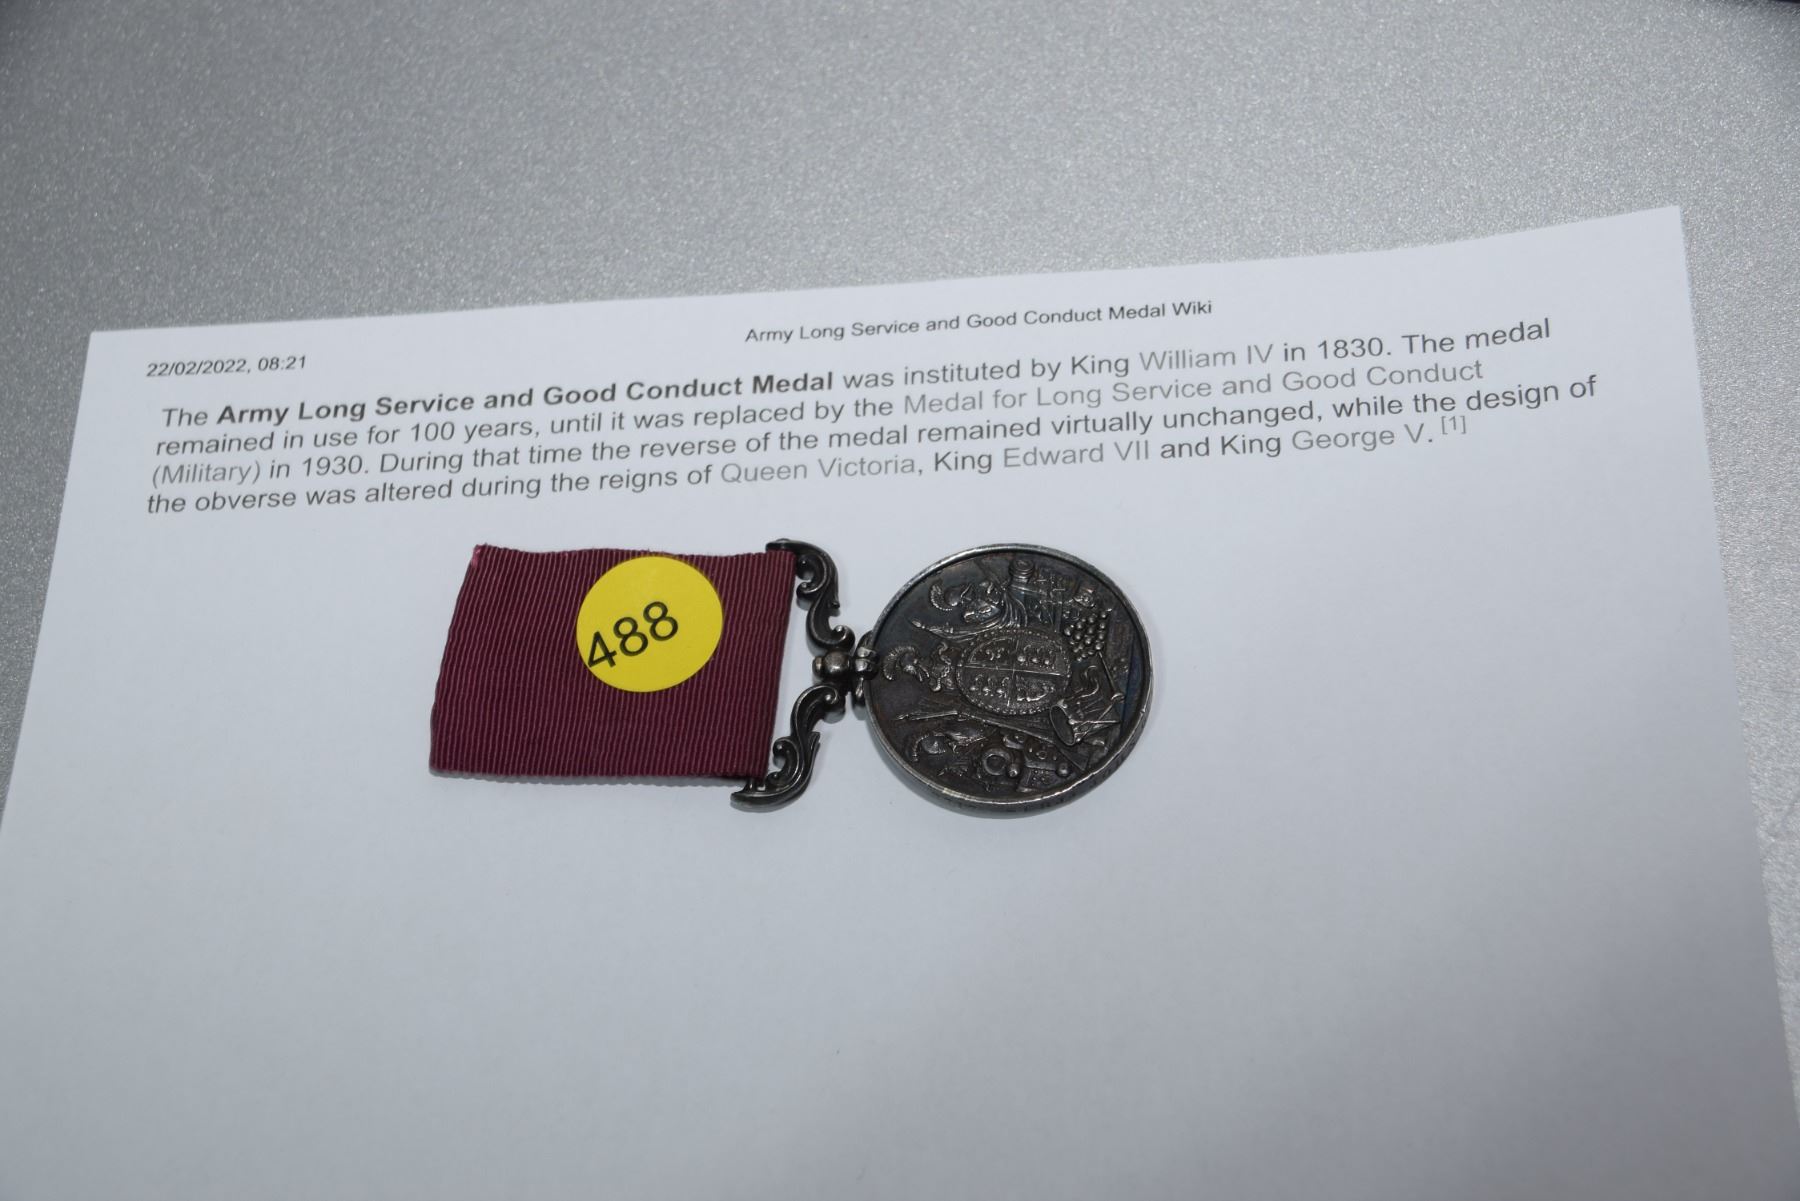 Army Long Service and Good Conduct Medal Wiki
22/02/2022, 08:21
The Army Long Service and Good Conduct Medal was instituted by King William IV in 1830. The medal
remained in use for 100 years, until it was replaced by the Medal for Long Service and Good Conduct
(Military) in 1930. During that time the reverse of the medal remained virtually unchanged, while the design of
the obverse was altered during the reigns of Queen Victoria, King Edward VII and King George V. [1]
488